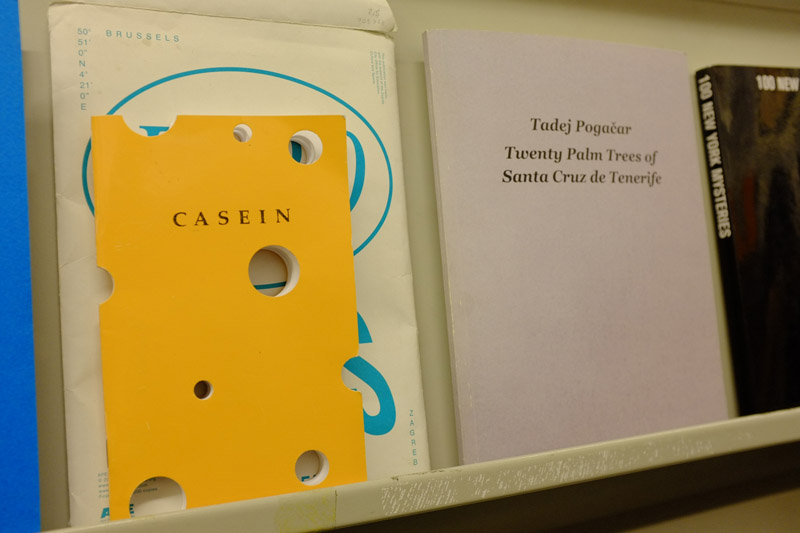 50°
51'
0"
N
4°
21'
0"
E
BRUSSELS
CASEIN
ZAGREB
Tadej Pogačar
Twenty Palm Trees of
Santa Cruz de Tenerife
100 NEW YORK MYSTERIES
100 NEW